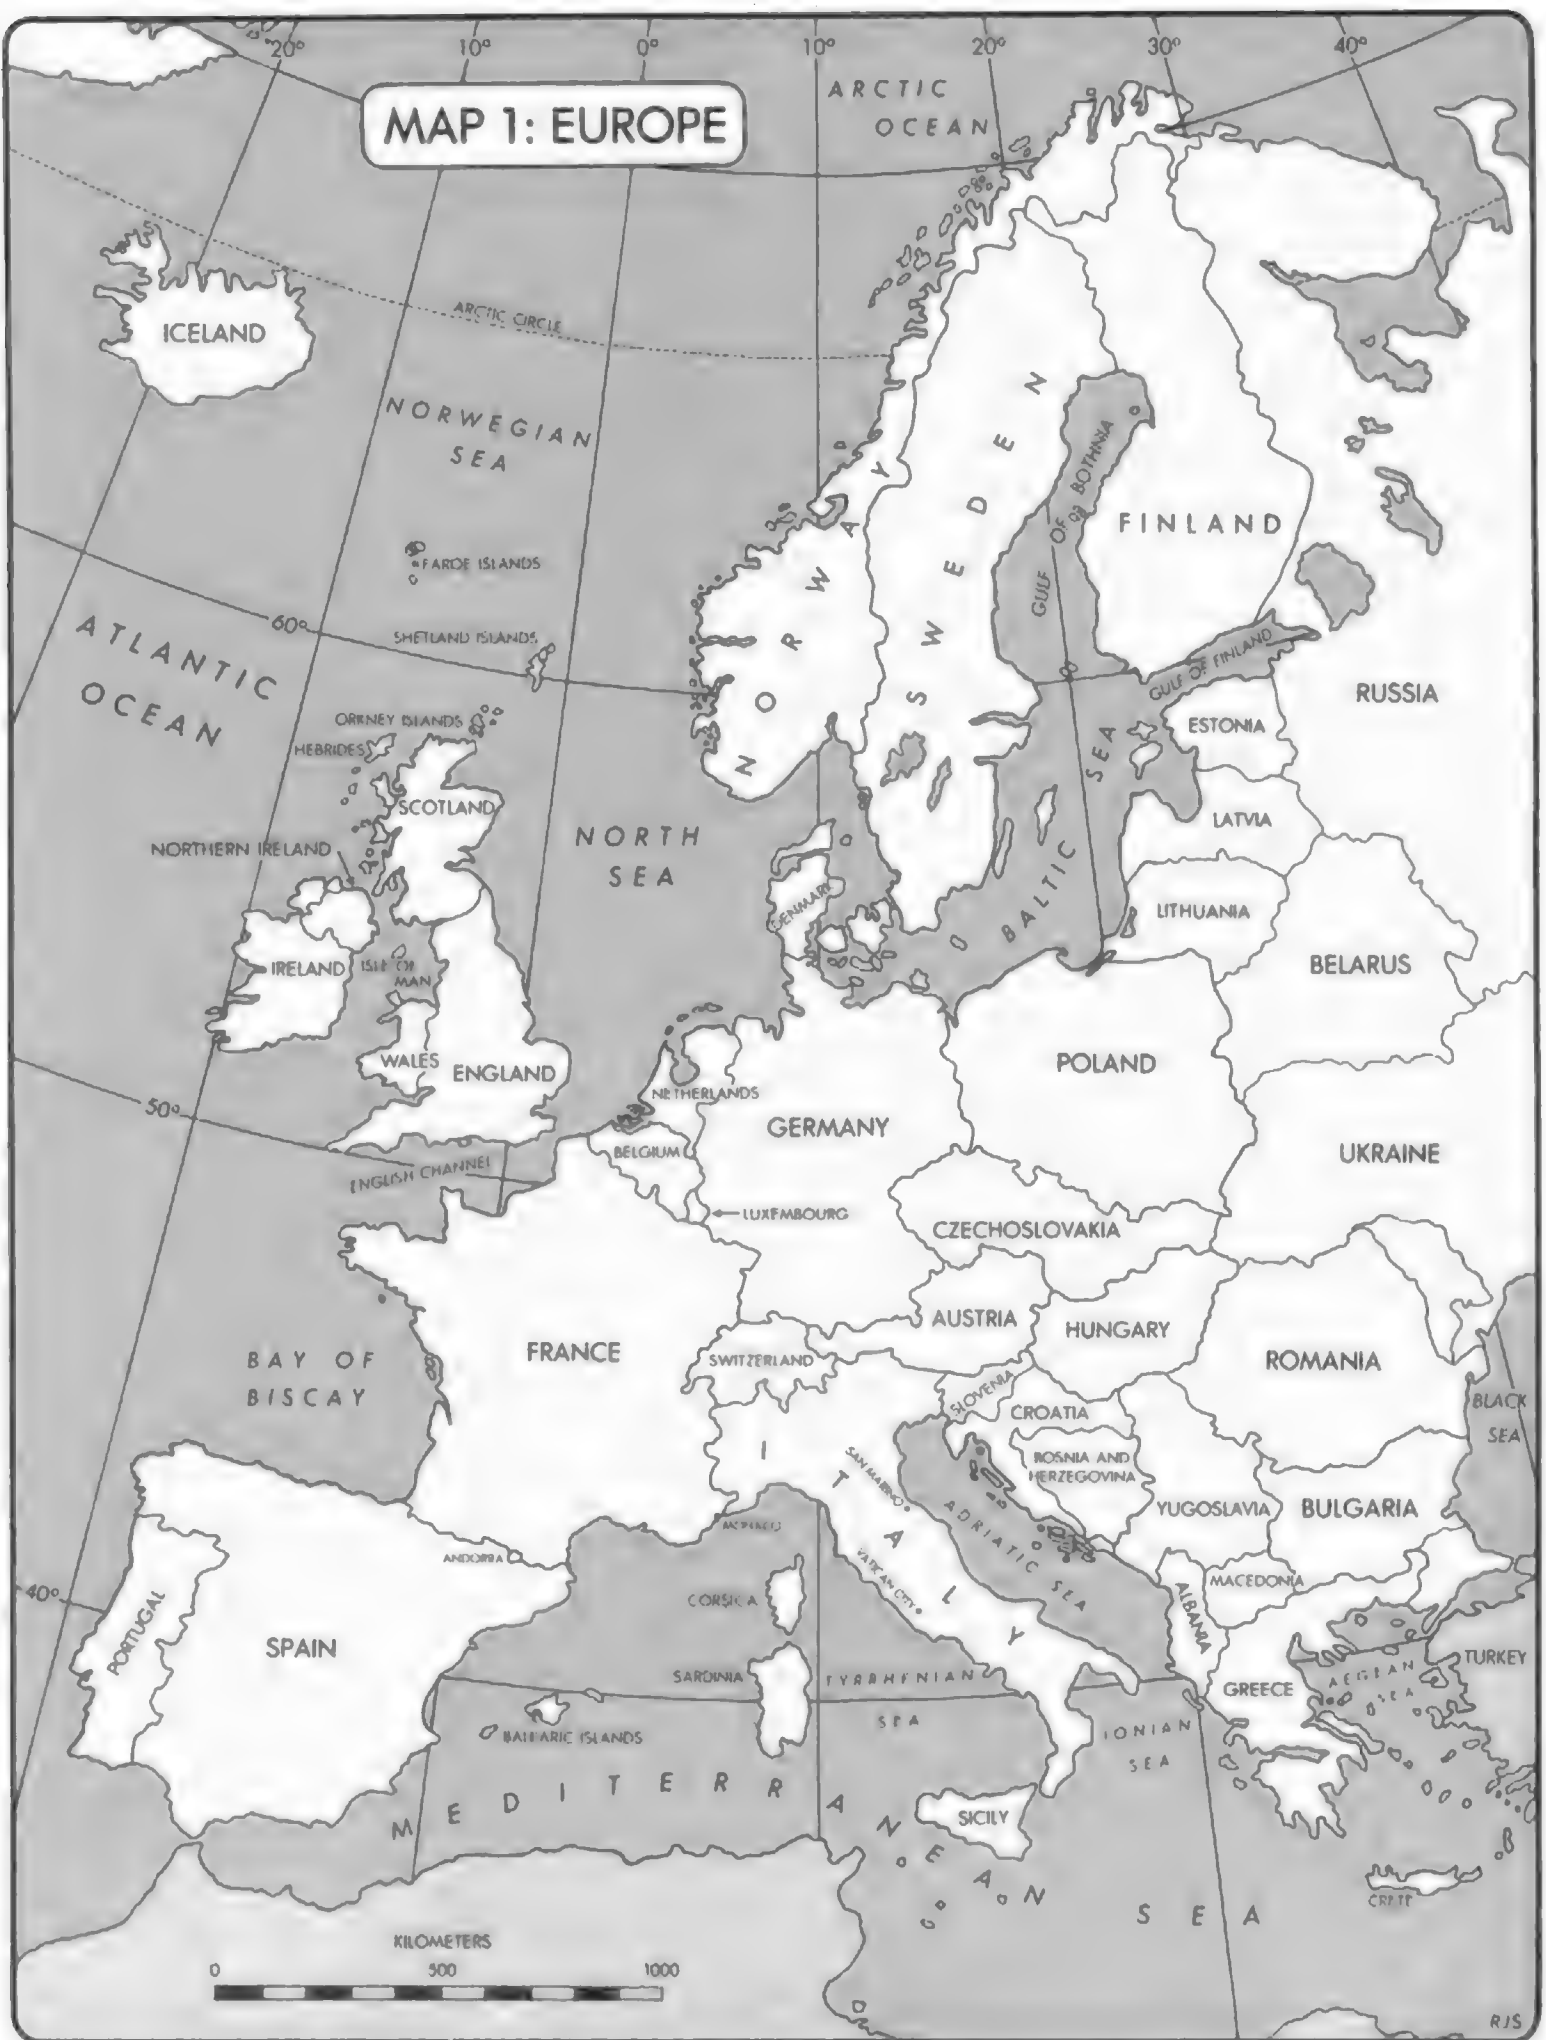 20° 10° 0° 10° 20° 30° 40°
MAP 1: EUROPE
ARCTIC
OCEAN
ICELAND
ARCTIC CIRCLE
NORWEGIAN
SEA
FAROE ISLANDS
ATLANTIC
OCEAN
60°
SHETLAND ISLANDS
ORKNEY ISLANDS
HEBRIDES
SCOTLAND
NORTHERN IRELAND
IRELAND
ISLE OF
MAN
WALES
ENGLAND
NORTH
SEA
NORWAY
SWEDEN
GULF OF BOTHNIA
FINLAND
GULF OF FINLAND
RUSSIA
ESTONIA
LATVIA
LITHUANIA
BALTIC SEA
DENMARK
BELARUS
POLAND
50°
ENGLISH CHANNEL
NETHERLANDS
BELGIUM
LUXEMBOURG
GERMANY
UKRAINE
CZECHOSLOVAKIA
AUSTRIA
HUNGARY
FRANCE
SWITZERLAND
ROMANIA
BAY OF
BISCAY
SLOVENIA
CROATIA
BOSNIA AND
HERZEGOVINA
YUGOSLAVIA
BULGARIA
BLACK
SEA
ITALY
SAN MARINO
VATICAN CITY
ADRIATIC SEA
MONACO
ANDORRA
CORSICA
40°
PORTUGAL
SPAIN
SARDINIA
TYRRHENIAN
SEA
BALEARIC ISLANDS
MACEDONIA
ALBANIA
GREECE
AEGEAN
SEA
TURKEY
IONIAN
SEA
MEDITERRANEAN SEA
SICILY
CRETE
KILOMETERS
0 500 1000
RJS